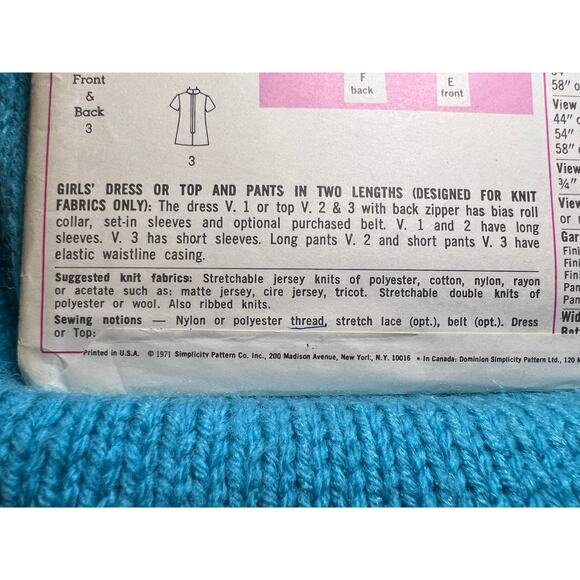 Front
&
Back
3
3
F
back
E
front
GIRLS' DRESS OR TOP AND PANTS IN TWO LENGTHS (DESIGNED FOR KNIT
FABRICS ONLY): The dress V. 1 or top V. 2 & 3 with back zipper has bias roll
collar, set-in sleeves and optional purchased belt. V. 1 and 2 have long
sleeves. V. 3 has short sleeves. Long pants V. 2 and short pants V. 3 have
elastic waistline casing.
Suggested knit fabrics: Stretchable jersey knits of polyester, cotton, nylon, rayon
or acetate such as: matte jersey, cire jersey, tricot. Stretchable double knits of
polyester or wool. Also ribbed knits.
Sewing notions — Nylon or polyester thread, stretch lace (opt.), belt (opt.). Dress
or Top:
Printed in U.S.A. © 1971 Simplicity Pattern Co. Inc., 200 Madison Avenue, New York, N.Y. 10016 • In Canada: Dominion Simplicity Pattern Ltd., 120
58" o
View
44" o
54"
58" o
View
¾"
View
or
Gar
Fini
Fini
Fini
Pan
Pan
Wid